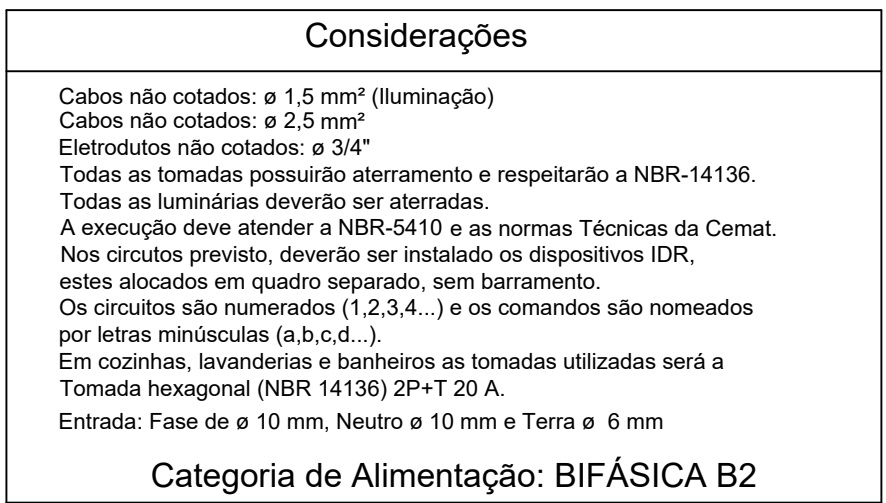 Considerações
Cabos não cotados: ø 1,5 mm² (Iluminação)
Cabos não cotados: ø 2,5 mm²
Eletrodutos não cotados: ø 3/4"
Todas as tomadas possuirão aterramento e respeitarão a NBR-14136.
Todas as luminárias deverão ser aterradas.
A execução deve atender a NBR-5410 e as normas Técnicas da Cemat.
Nos circutos previsto, deverão ser instalado os dispositivos IDR,
estes alocados em quadro separado, sem barramento.
Os circuitos são numerados (1,2,3,4...) e os comandos são nomeados
por letras minúsculas (a,b,c,d...).
Em cozinhas, lavanderias e banheiros as tomadas utilizadas será a
Tomada hexagonal (NBR 14136) 2P+T 20 A.
Entrada: Fase de ø 10 mm, Neutro ø 10 mm e Terra ø 6 mm
Categoria de Alimentação: BIFÁSICA B2